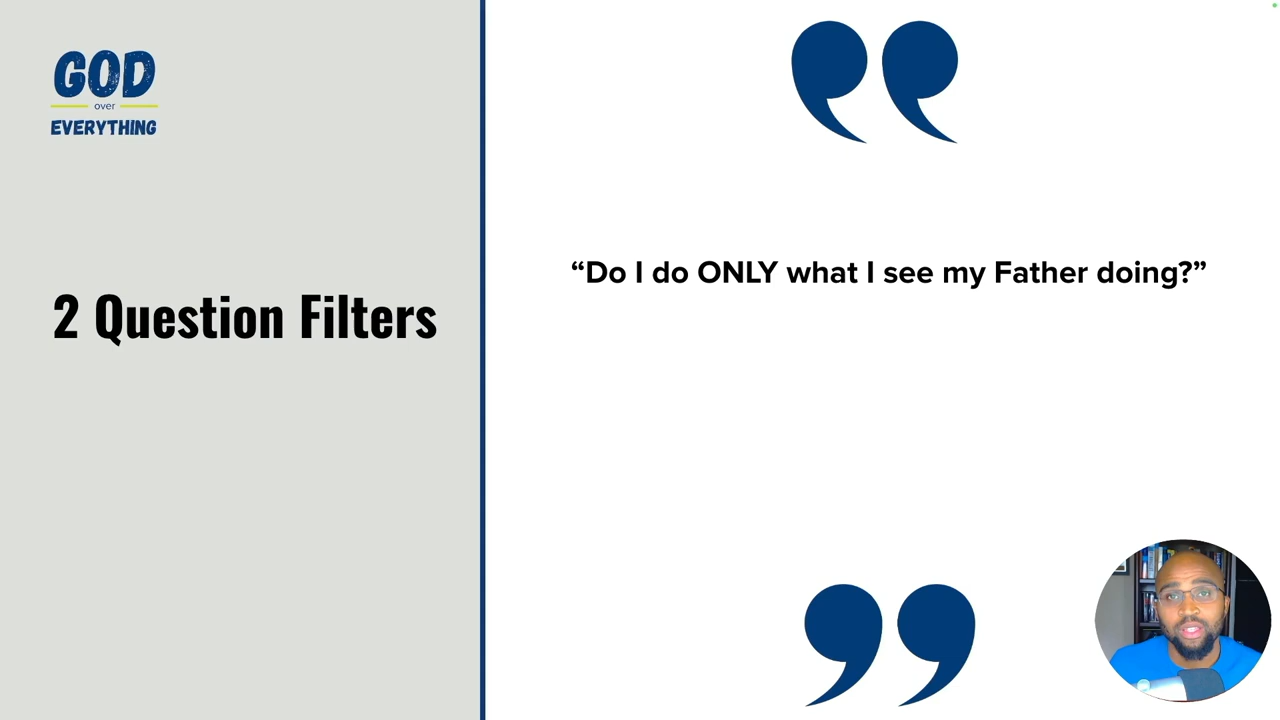 GOD
over
EVERYTHING
2 Question Filters
“Do I do ONLY what I see my Father doing?”